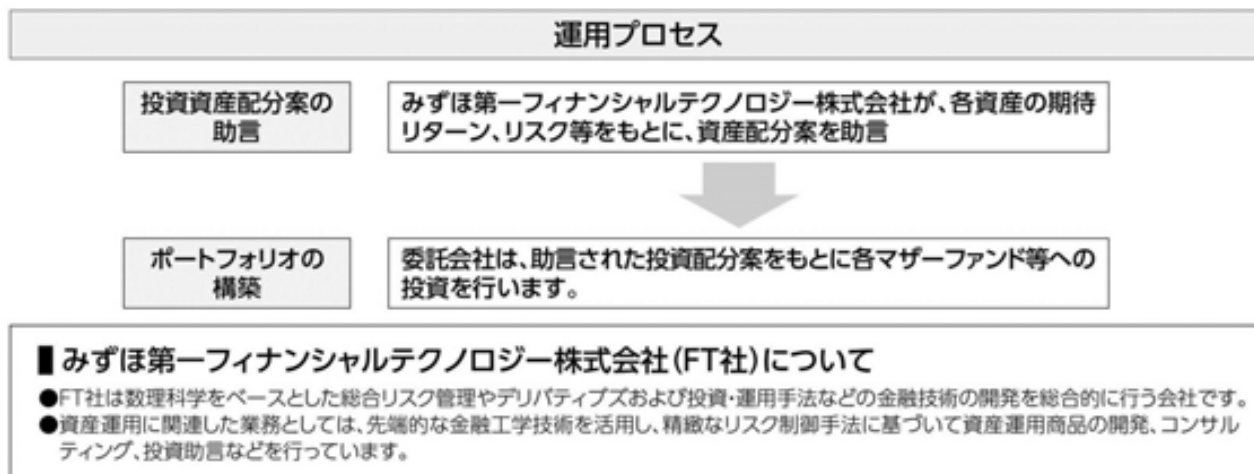 運用プロセス
投資資産配分案の
助言
みずほ第一フィナンシャルテクノロジー株式会社が、各資産の期待
リターン、リスク等をもとに、資産配分案を助言
ポートフォリオの
構築
委託会社は、助言された投資配分案をもとに各マザーファンド等への
投資を行います。
■みずほ第一フィナンシャルテクノロジー株式会社(FT社)について
●FT社は数理科学をベースとした総合リスク管理やデリバティブズおよび投資・運用手法などの金融技術の開発を総合的に行う会社です。
●資産運用に関連した業務としては、先端的な金融工学技術を活用し、精緻なリスク制御手法に基づいて資産運用商品の開発、コンサル
ティング、投資助言などを行っています。